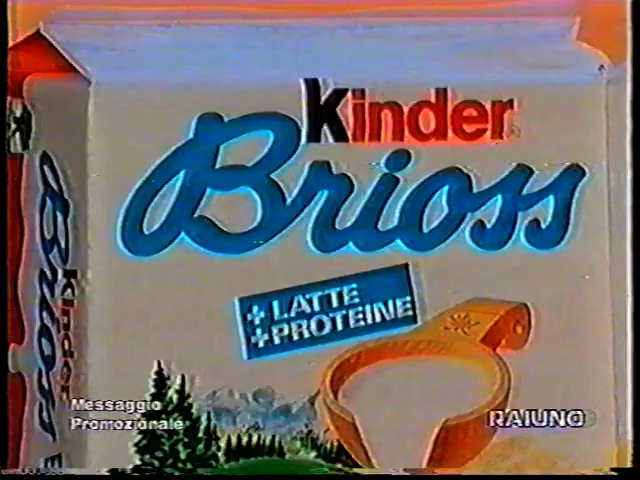 Kinder
Brioss
+LATTE
+PROTEINE
Kinder
Brioss
Messaggio
Promozionale
RAIUNO